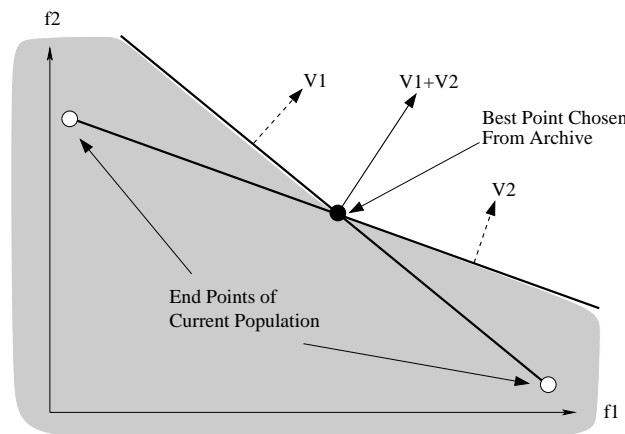 f2
V1
V1+V2
Best Point Chosen
From Archive
V2
End Points of
Current Population
f1